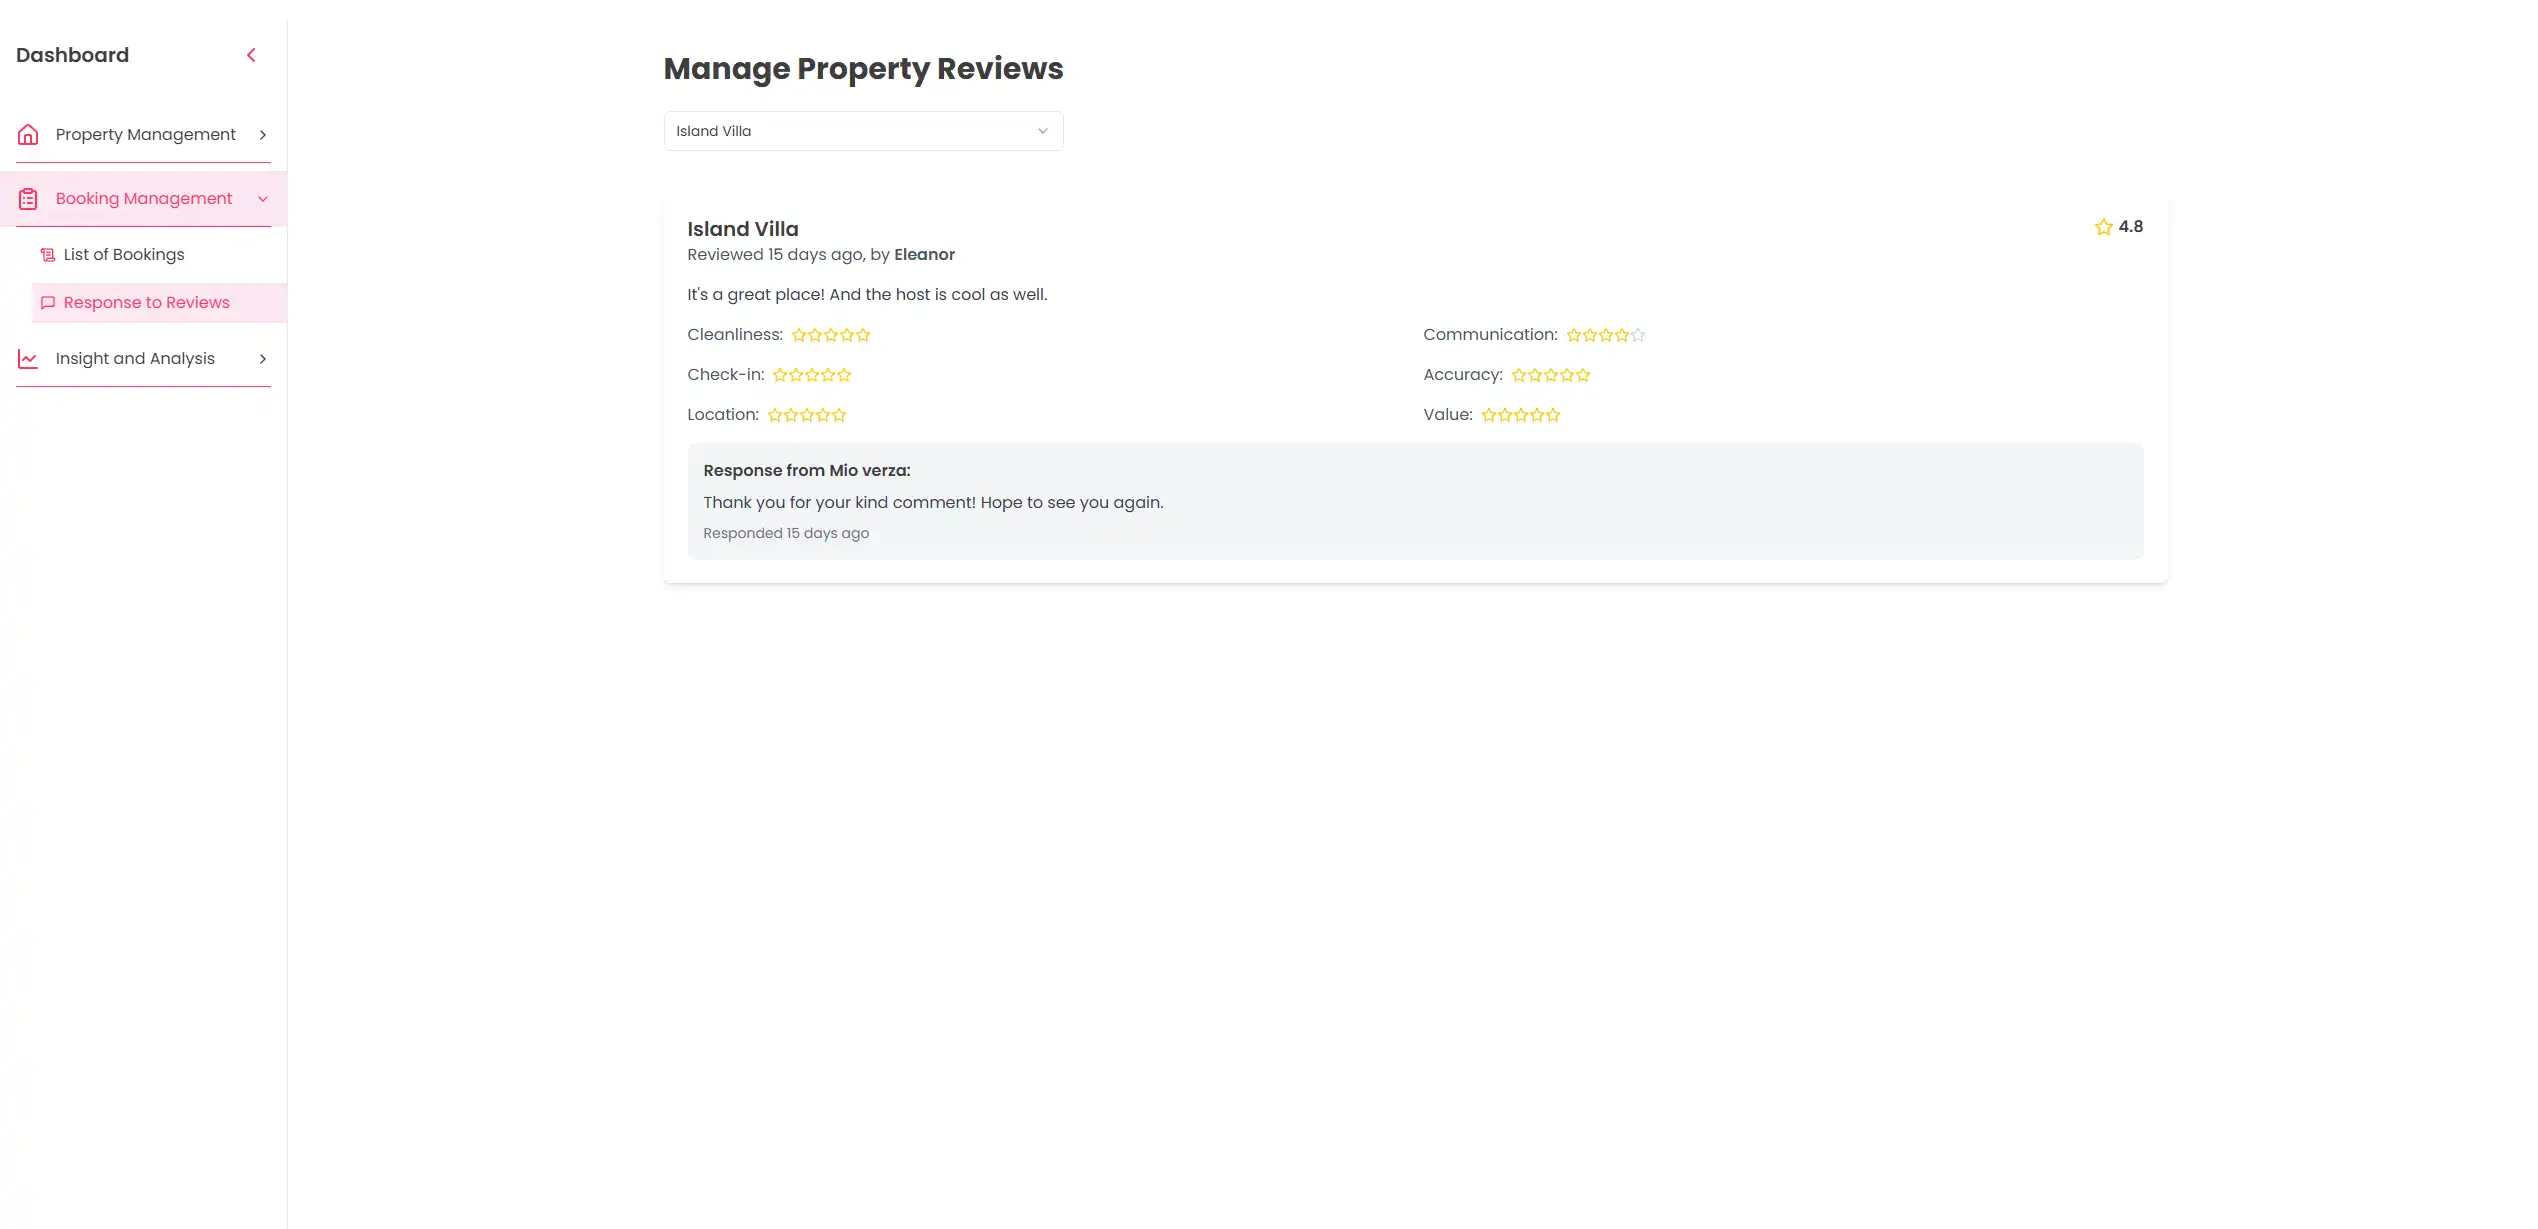 Dashboard
Property Management
Booking Management
List of Bookings
Response to Reviews
Insight and Analysis
Manage Property Reviews
Island Villa
Island Villa
4.8
Reviewed 15 days ago, by Eleanor
It's a great place! And the host is cool as well.
Cleanliness:
Communication:
Check-in:
Accuracy:
Location:
Value:
Response from Mio verza:
Thank you for your kind comment! Hope to see you again.
Responded 15 days ago